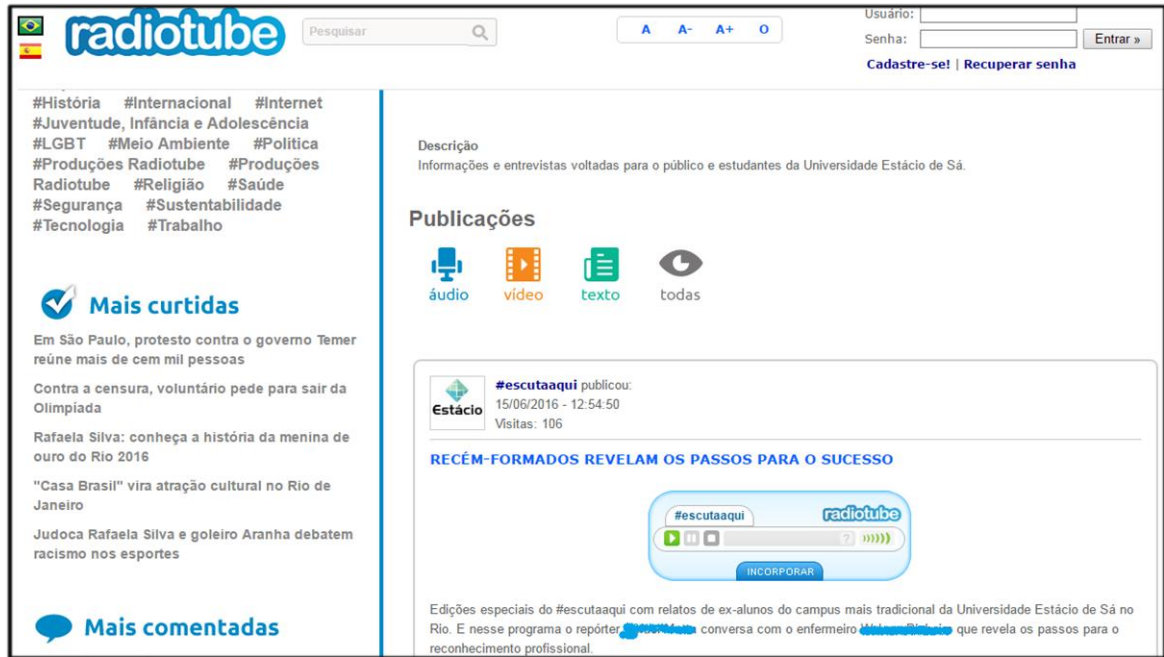 radiotube
Pesquisar
A A- A+ O
Usuário:
Senha:
Entrar »
Cadastre-se! | Recuperar senha
#História #Internacional #Internet
#Juventude, Infância e Adolescência
#LGBT #Meio Ambiente #Politica
#Produções Radiotube #Produções
Radiotube #Religião #Saúde
#Segurança #Sustentabilidade
#Tecnologia #Trabalho
Mais curtidas
Em São Paulo, protesto contra o governo Temer
reúne mais de cem mil pessoas
Contra a censura, voluntário pede para sair da
Olimpíada
Rafaela Silva: conheça a história da menina de
ouro do Rio 2016
"Casa Brasil" vira atração cultural no Rio de
Janeiro
Judoca Rafaela Silva e goleiro Aranha debatem
racismo nos esportes
Mais comentadas
Descrição
Informações e entrevistas voltadas para o público e estudantes da Universidade Estácio de Sá.
Publicações
áudio vídeo texto todas
Estácio
#escutaaqui publicou:
15/06/2016 - 12:54:50
Visitas: 106
RECÉM-FORMADOS REVELAM OS PASSOS PARA O SUCESSO
#escutaaqui radiotube
?
INCORPORAR
Edições especiais do #escutaaqui com relatos de ex-alunos do campus mais tradicional da Universidade Estácio de Sá no
Rio. E nesse programa o repórter conversa com o enfermeiro que revela os passos para o
reconhecimento profissional.